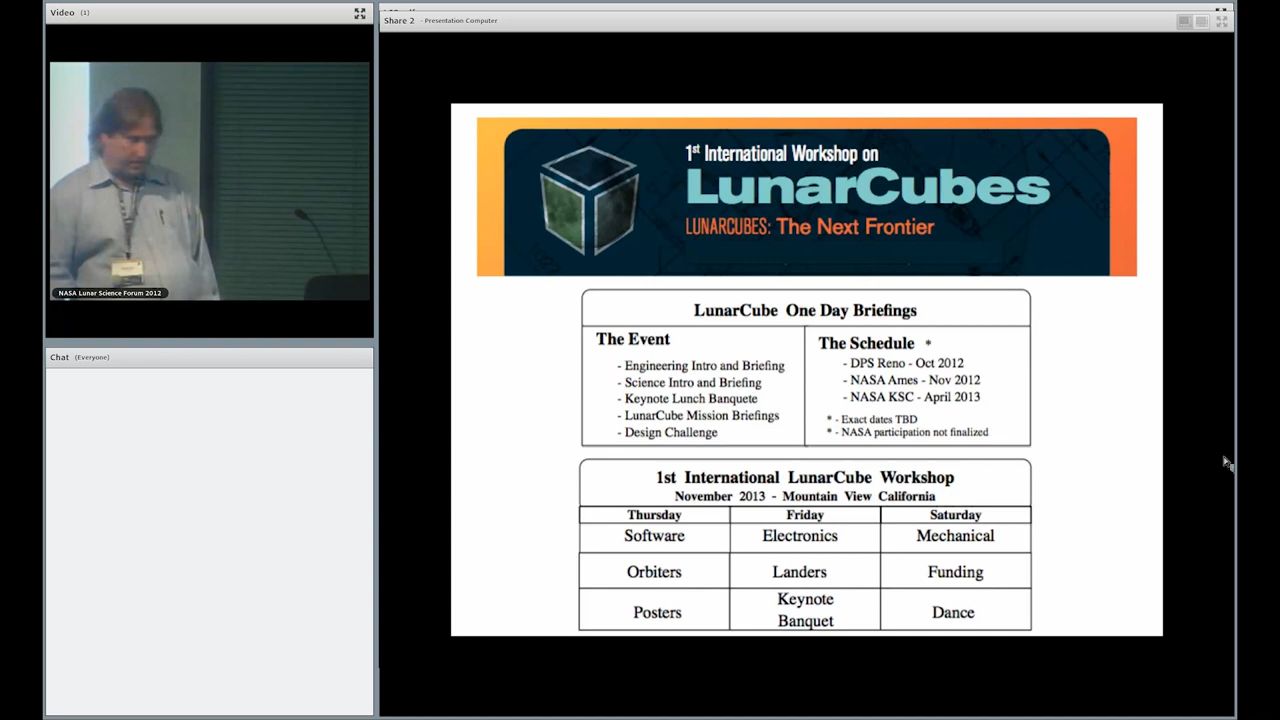 Video (1)
NASA Lunar Science Forum 2012
Chat (Everyone)
Share 2 - Presentation Computer
1st International Workshop on
LunarCubes
LUNARCUBES: The Next Frontier
LunarCube One Day Briefings
The Event
- Engineering Intro and Briefing
- Science Intro and Briefing
- Keynote Lunch Banquete
- LunarCube Mission Briefings
- Design Challenge
The Schedule *
- DPS Reno - Oct 2012
- NASA Ames - Nov 2012
- NASA KSC - April 2013
* - Exact dates TBD
* - NASA participation not finalized
1st International LunarCube Workshop
November 2013 - Mountain View California
Thursday Friday Saturday
Software Electronics Mechanical
Orbiters Landers Funding
Posters Keynote Banquet Dance